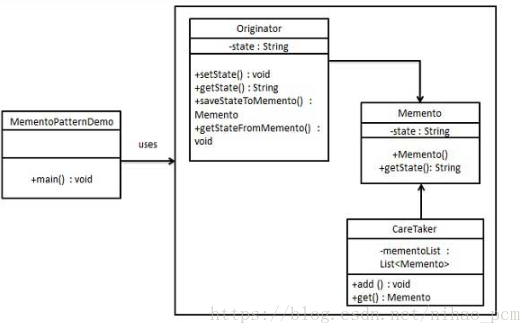 Originator
-state : String
+setState() : void
+getState() : String
+saveStateToMemento() :
Memento
+getStateFromMemento() :
void
MementoPatternDemo
+main() : void
uses
Memento
-state : String
+Memento()
+getState(): String
CareTaker
-mementoList :
List<Memento>
+add () : void
+get() : Memento
https://blog.csdn.net/nihao_pcm